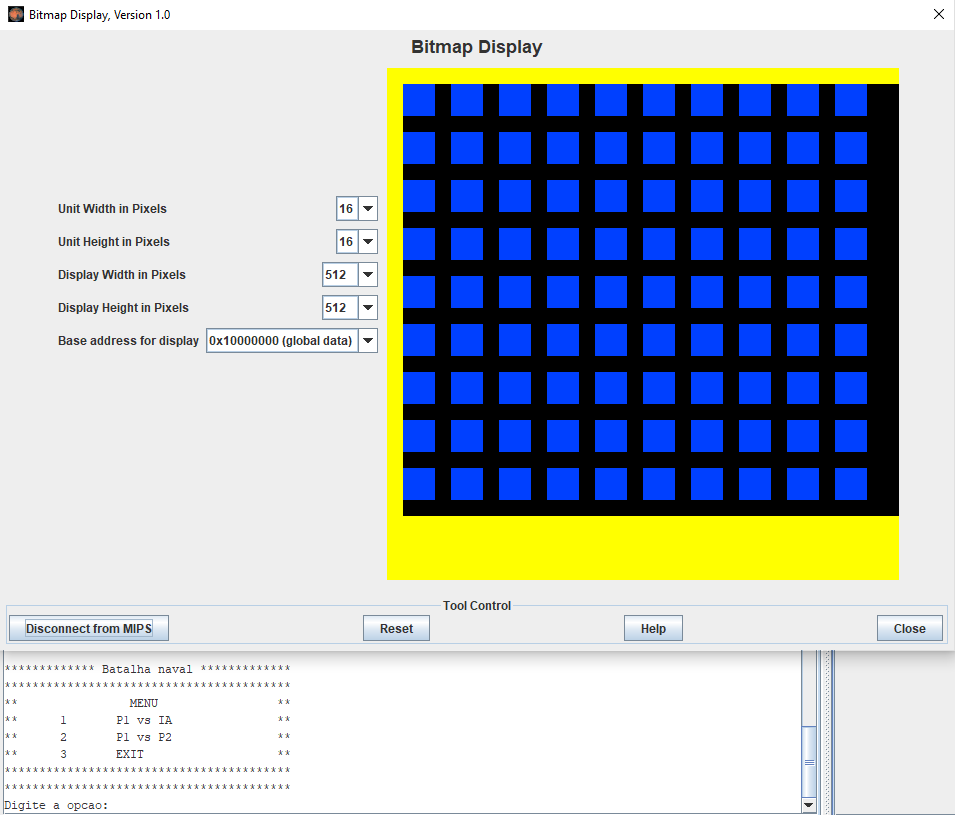 Bitmap Display, Version 1.0
Bitmap Display
Unit Width in Pixels 16
Unit Height in Pixels 16
Display Width in Pixels 512
Display Height in Pixels 512
Base address for display 0x10000000 (global data)
Tool Control
Disconnect from MIPS Reset Help Close
************* Batalha naval *************
*****************************************
** MENU **
** 1 P1 vs IA **
** 2 P1 vs P2 **
** 3 EXIT **
*****************************************
*****************************************
Digite a opcao: